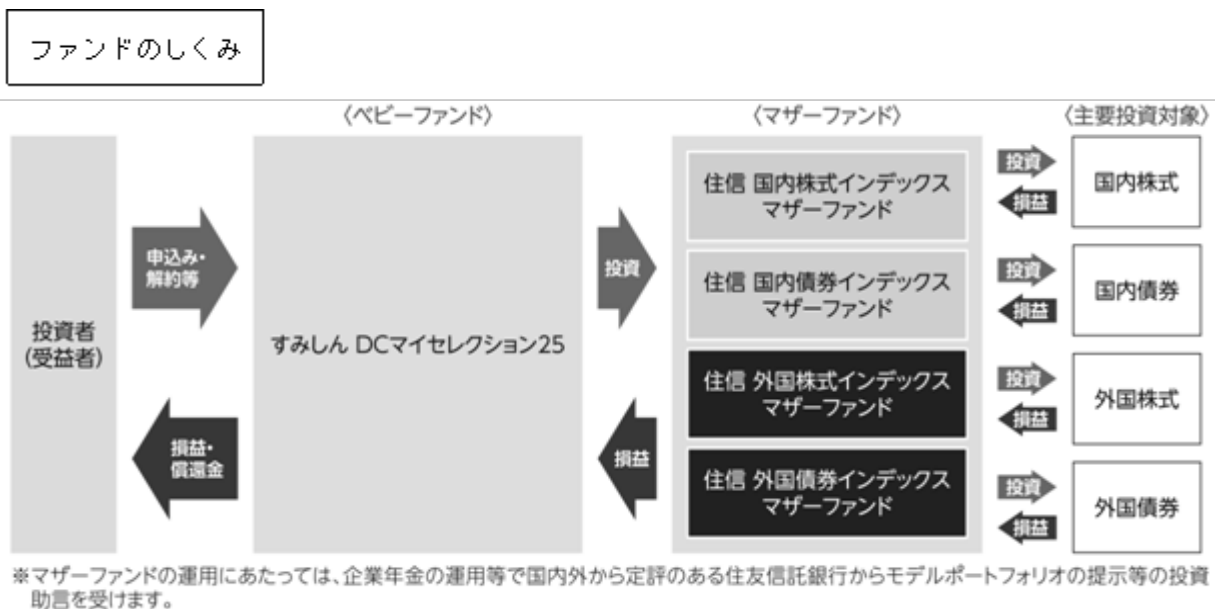 ファンドのしくみ
〈ベビーファンド〉
〈マザーファンド〉
〈主要投資対象〉
投資者
(受益者)
申込み・
解約等
損益・
償還金
すみしん DCマイセレクション25
投資
損益
住信 国内株式インデックス
マザーファンド
投資
損益
国内株式
住信 国内債券インデックス
マザーファンド
投資
損益
国内債券
住信 外国株式インデックス
マザーファンド
投資
損益
外国株式
住信 外国債券インデックス
マザーファンド
投資
損益
外国債券
※マザーファンドの運用にあたっては、企業年金の運用等で国内外から定評のある住友信託銀行からモデルポートフォリオの提示等の投資
助言を受けます。